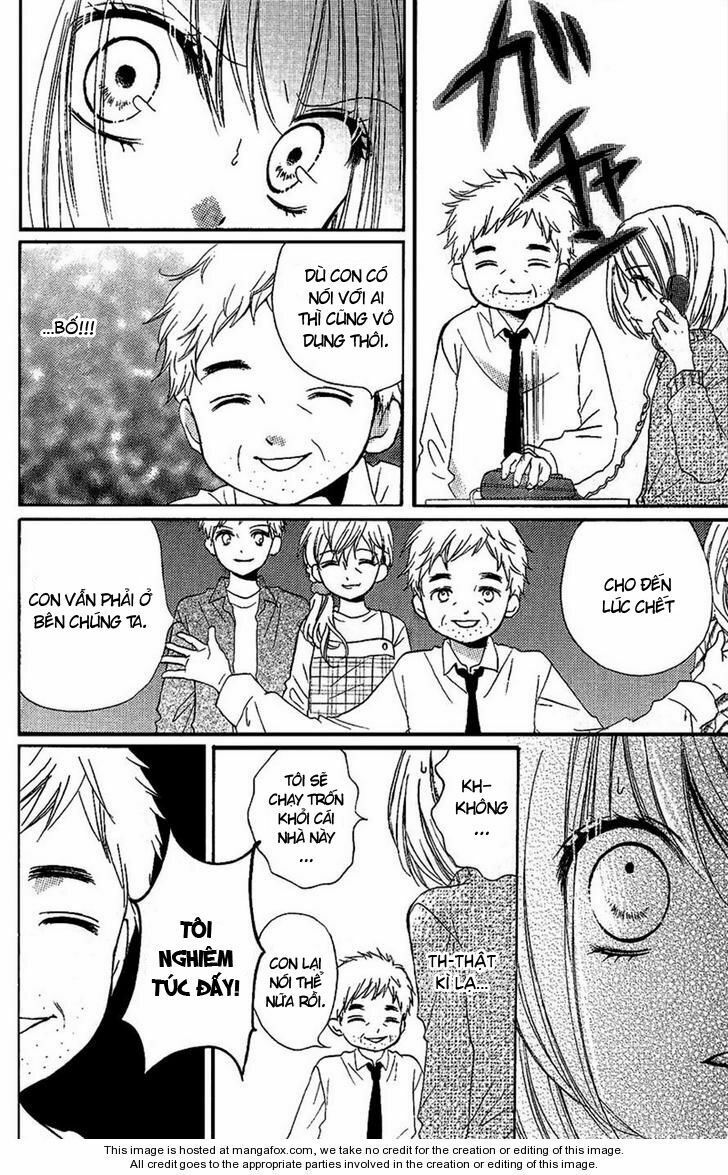 ガチャ
DÙ CON CÓ
NÓI VỚI AI
THÌ CŨNG VÔ
DỤNG THÔI.
...BỐ!!!
CHO ĐẾN
LÚC CHẾT
CON VẪN PHẢI Ở
BÊN CHÚNG TA.
KH-
KHÔNG
...
TH-THẬT
KÌ LẠ...
TÔI SẼ
CHẠY TRỐN
KHỎI CÁI
NHÀ NÀY
...
CON LẠI
NÓI THẾ
NỮA RỒI.
TÔI
NGHIÊM
TÚC ĐẤY!
This image is hosted at mangafox.com, we take no credit for the creation or editing of this image.
All credit goes to the appropriate parties involved in the creation or editing of this image.